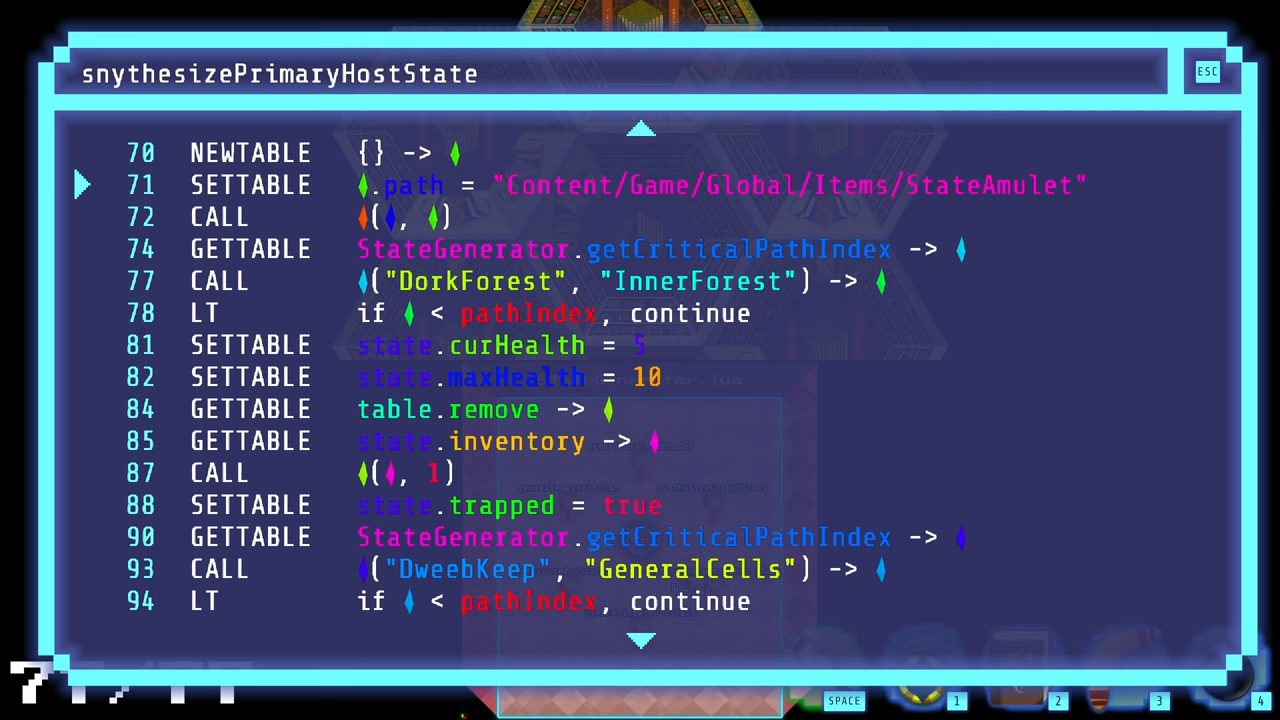 snythesizePrimaryHostState
ESC
70 NEWTABLE {} ->
71 SETTABLE .path = "Content/Game/Global/Items/StateAmulet"
72 CALL ( , )
74 GETTABLE StateGenerator.getCriticalPathIndex ->
77 CALL ("DorkForest", "InnerForest") ->
78 LT if < pathIndex, continue
81 SETTABLE state.curHealth = 5
82 SETTABLE state.maxHealth = 10
84 GETTABLE table.remove ->
85 GETTABLE state.inventory ->
87 CALL ( , 1)
88 SETTABLE state.trapped = true
90 GETTABLE StateGenerator.getCriticalPathIndex ->
93 CALL ("DweebKeep", "GeneralCells") ->
94 LT if < pathIndex, continue
SPACE 1 2 3 4